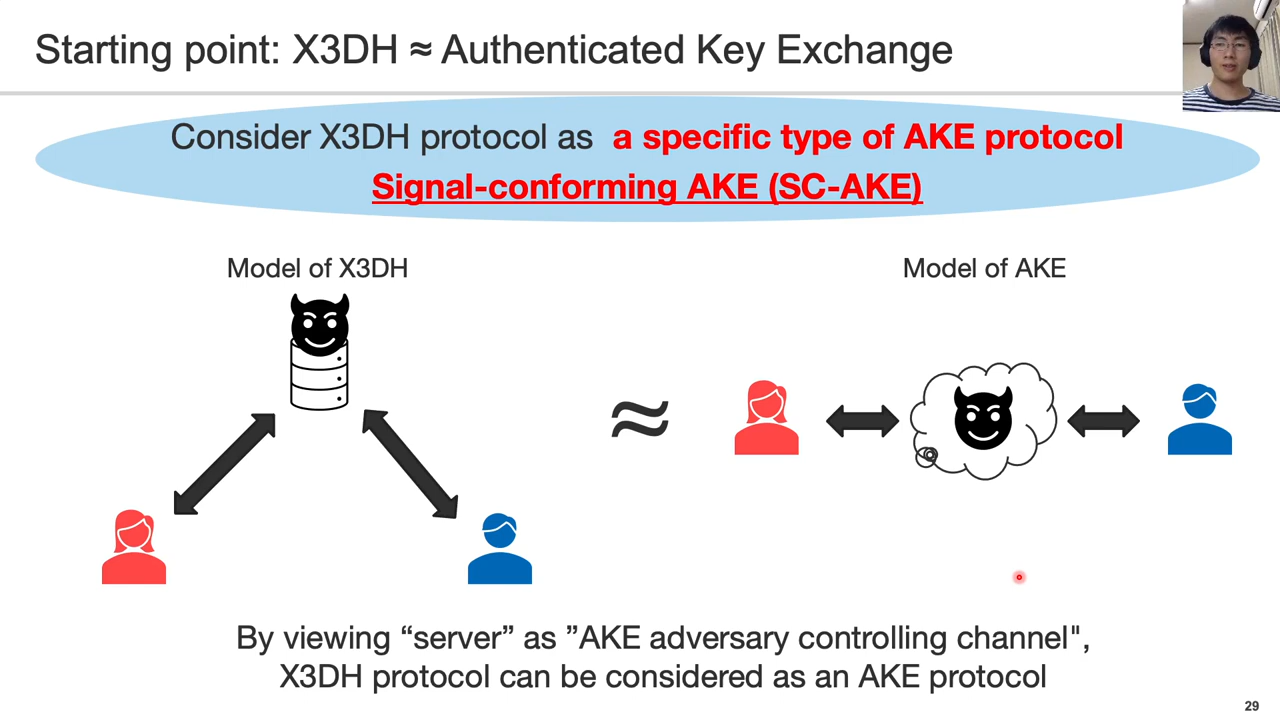 Starting point: X3DH ≈ Authenticated Key Exchange
Consider X3DH protocol as a specific type of AKE protocol
Signal-conforming AKE (SC-AKE)
Model of X3DH
Model of AKE
≈
By viewing “server” as ”AKE adversary controlling channel",
X3DH protocol can be considered as an AKE protocol
29